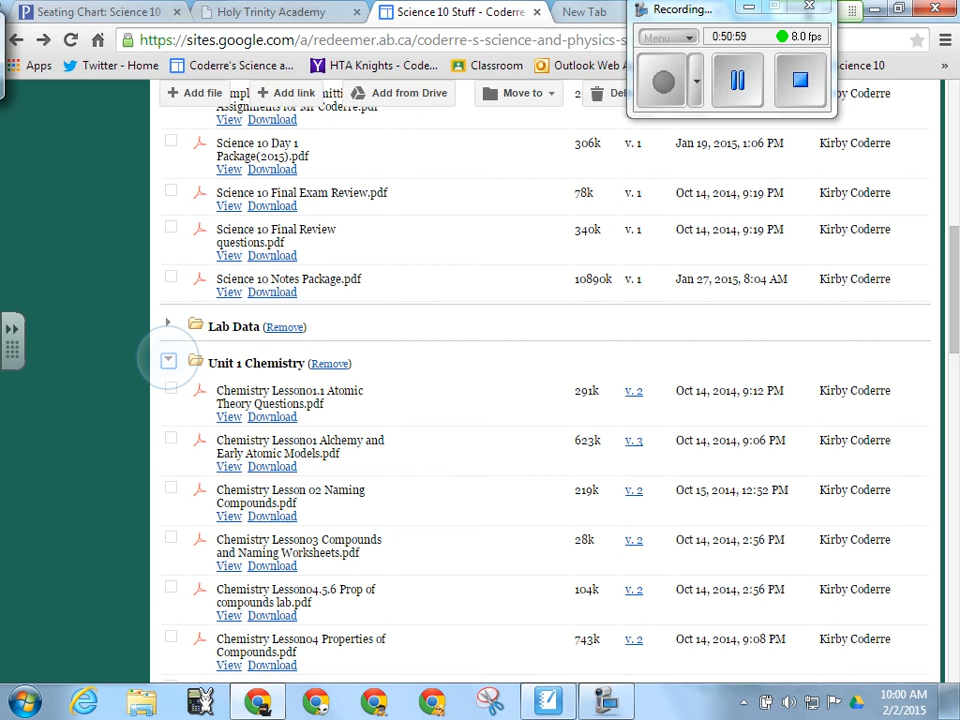 Seating Chart: Science 10
Holy Trinity Academy
Science 10 Stuff - Coderre
New Tab
Recording...
https://sites.google.com/a/redeemer.ab.ca/coderre-s-science-and-physics-s
Menu
0:50:59
8.0 fps
Apps
Twitter - Home
Coderre's Science a...
HTA Knights - Code...
Classroom
Outlook Web
cience 10
»
+ Add file
+ Add link
Add from Drive
Move to
Del
Assignments for Mr Coderre.pdf
View Download
Science 10 Day 1
Package(2015).pdf
306k
v. 1
Jan 19, 2015, 1:06 PM
Kirby Coderre
View Download
Science 10 Final Exam Review.pdf
78k
v. 1
Oct 14, 2014, 9:19 PM
Kirby Coderre
View Download
Science 10 Final Review
questions.pdf
340k
v. 1
Oct 14, 2014, 9:19 PM
Kirby Coderre
View Download
Science 10 Notes Package.pdf
10890k
v. 1
Jan 27, 2015, 8:04 AM
Kirby Coderre
View Download
Lab Data (Remove)
Unit 1 Chemistry (Remove)
Chemistry Lesson01.1 Atomic
Theory Questions.pdf
291k
v. 2
Oct 14, 2014, 9:12 PM
Kirby Coderre
View Download
Chemistry Lesson01 Alchemy and
Early Atomic Models.pdf
623k
v. 3
Oct 14, 2014, 9:06 PM
Kirby Coderre
View Download
Chemistry Lesson 02 Naming
Compounds.pdf
219k
v. 2
Oct 15, 2014, 12:52 PM
Kirby Coderre
View Download
Chemistry Lesson03 Compounds
and Naming Worksheets.pdf
28k
v. 2
Oct 14, 2014, 2:56 PM
Kirby Coderre
View Download
Chemistry Lesson04.5.6 Prop of
compounds lab.pdf
104k
v. 2
Oct 14, 2014, 2:56 PM
Kirby Coderre
View Download
Chemistry Lesson04 Properties of
Compounds.pdf
743k
v. 2
Oct 14, 2014, 9:08 PM
Kirby Coderre
View Download
10:00 AM
2/2/2015